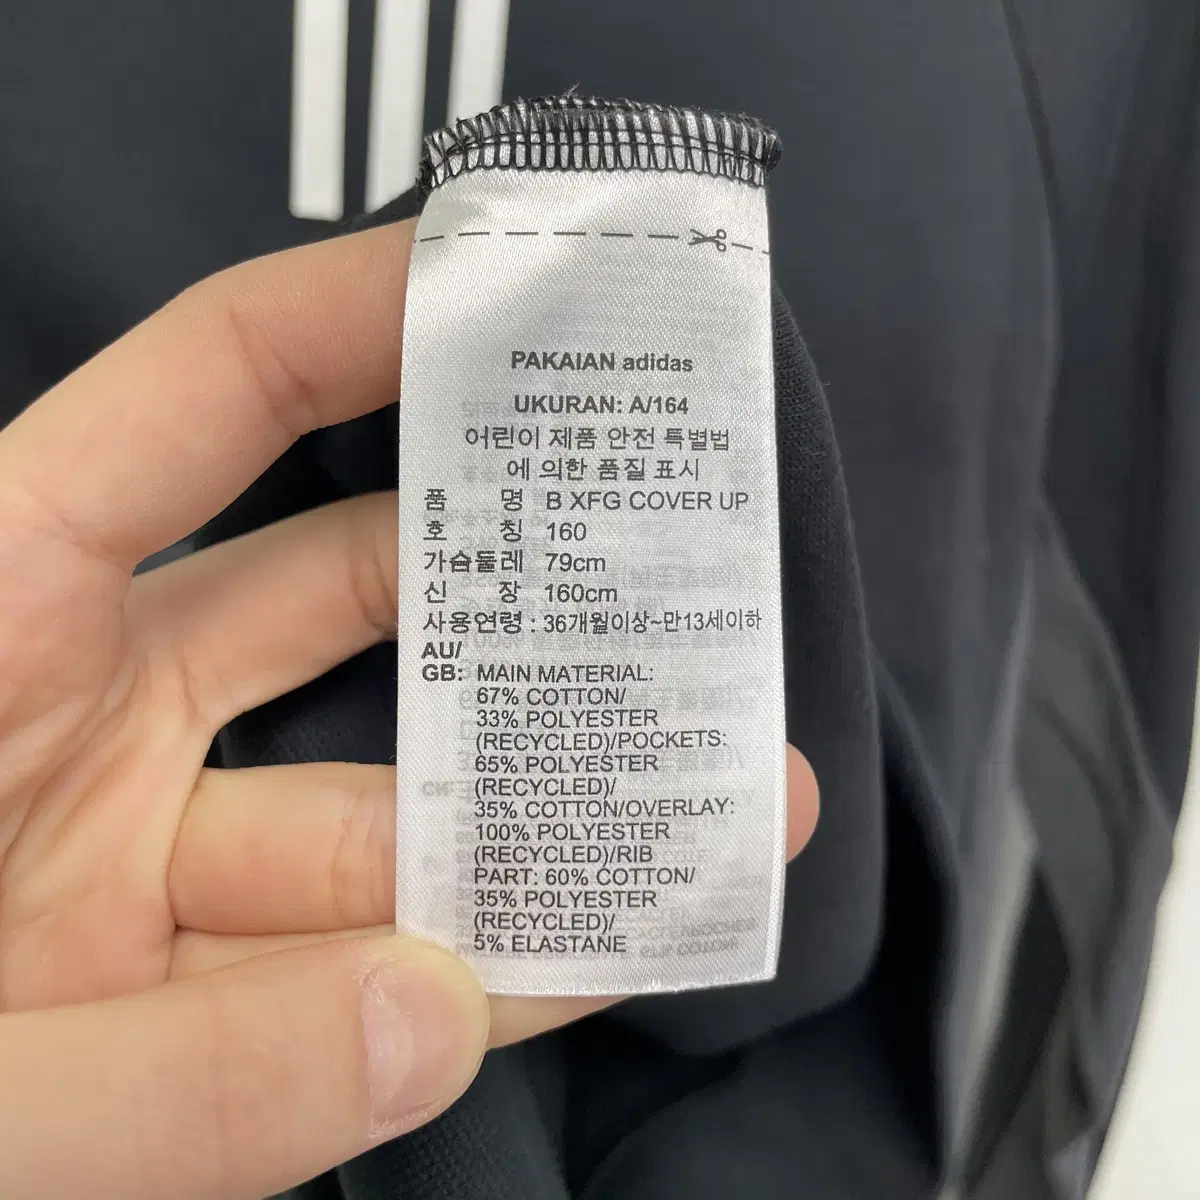 PAKAIAN adidas
UKURAN: A/164
어린이 제품 안전 특별법
에 의한 품질 표시
품 명 B XFG COVER UP
호 칭 160
가슴둘레 79cm
신 장 160cm
사용연령 : 36개월이상~만13세이하
AU/
GB: MAIN MATERIAL:
67% COTTON/
33% POLYESTER
(RECYCLED)/POCKETS:
65% POLYESTER
(RECYCLED)/
35% COTTON/OVERLAY:
100% POLYESTER
(RECYCLED)/RIB
PART: 60% COTTON/
35% POLYESTER
(RECYCLED)/
5% ELASTANE